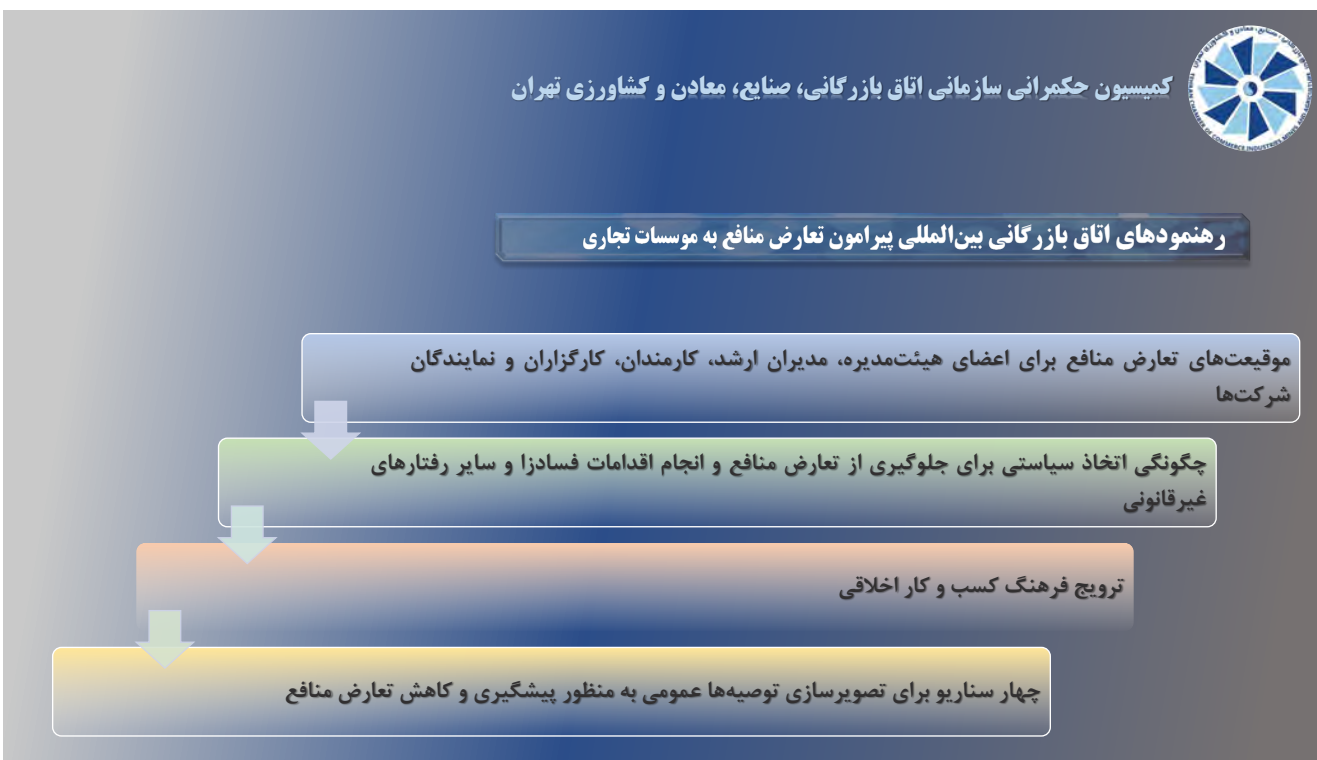 کمیسیون حکمرانی سازمانی اتاق بازرگانی، صنایع، معادن و کشاورزی تهران
رهنمودهای اتاق بازرگانی بین‌المللی پیرامون تعارض منافع به موسسات تجاری
موقیعت‌های تعارض منافع برای اعضای هیئت‌مدیره، مدیران ارشد، کارمندان، کارگزاران و نمایندگان
شرکت‌ها
چگونگی اتخاذ سیاستی برای جلوگیری از تعارض منافع و انجام اقدامات فسادزا و سایر رفتارهای
غیرقانونی
ترویج فرهنگ کسب و کار اخلاقی
چهار سناریو برای تصویرسازی توصیه‌ها عمومی به منظور پیشگیری و کاهش تعارض منافع